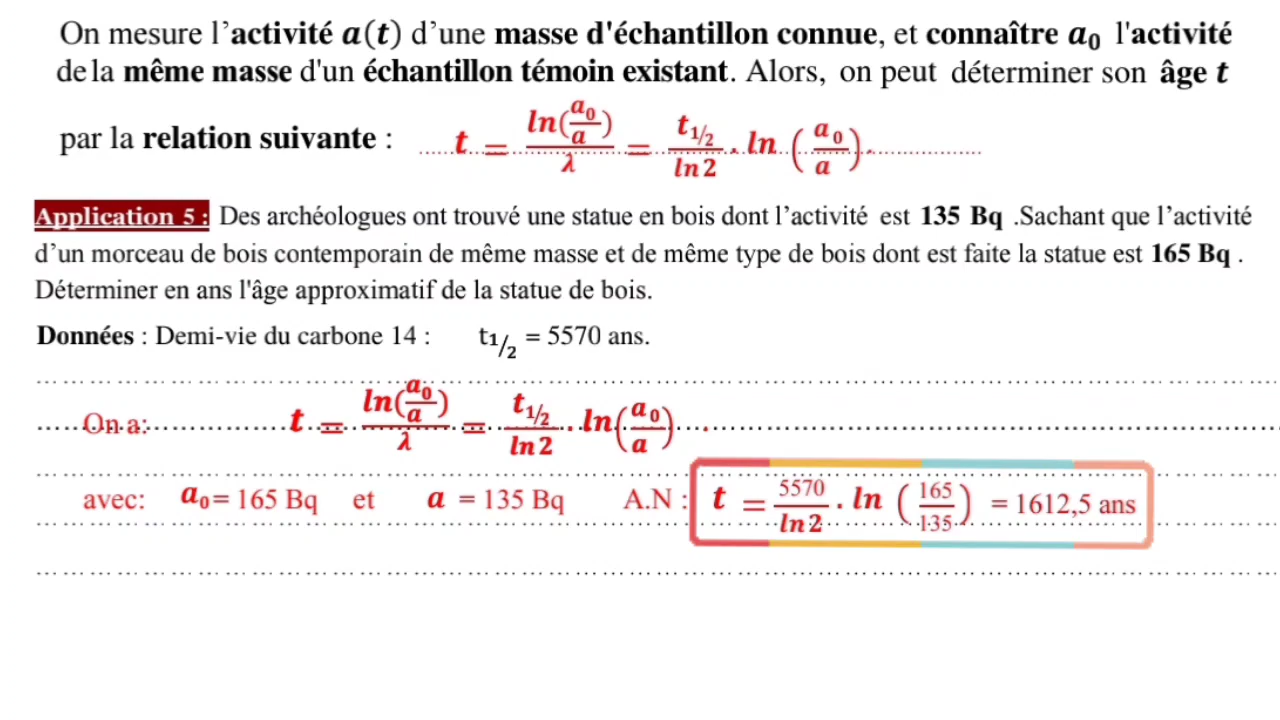 On mesure l’activité a(t) d’une masse d'échantillon connue, et connaître a₀ l'activité
de la même masse d'un échantillon témoin existant. Alors, on peut déterminer son âge t
par la relation suivante : t = ln(a₀/a)/λ = t₁/₂/ln2 . ln (a₀/a).
Application 5 : Des archéologues ont trouvé une statue en bois dont l’activité est 135 Bq .Sachant que l’activité
d’un morceau de bois contemporain de même masse et de même type de bois dont est faite la statue est 165 Bq .
Déterminer en ans l'âge approximatif de la statue de bois.
Données : Demi-vie du carbone 14 : t₁/₂ = 5570 ans.
On a: t = ln(a₀/a)/λ = t₁/₂/ln2 . ln(a₀/a) .
avec: a₀= 165 Bq et a = 135 Bq A.N : t = 5570/ln2 . ln (165/135) = 1612,5 ans